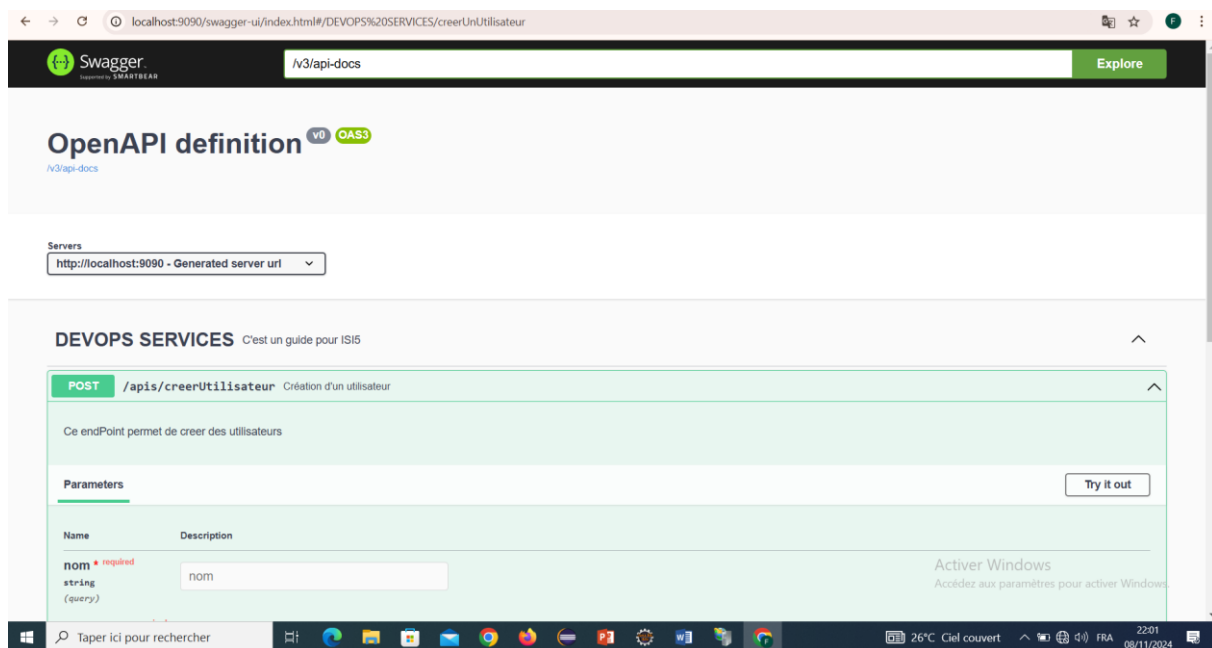 localhost:9090/swagger-ui/index.html#/DEVOPS%20SERVICES/creerUnUtilisateur
F
Swagger.
Supported by SMARTBEAR
/v3/api-docs
Explore
OpenAPI definition v0 OAS3
/v3/api-docs
Servers
http://localhost:9090 - Generated server url
DEVOPS SERVICES C'est un guide pour ISI5
POST /apis/creerUtilisateur Création d'un utilisateur
Ce endPoint permet de creer des utilisateurs
Parameters
Try it out
Name Description
nom * required
string
(query)
nom
Activer Windows
Accédez aux paramètres pour activer Windows.
Taper ici pour rechercher
26°C Ciel couvert
FRA
22:01
08/11/2024